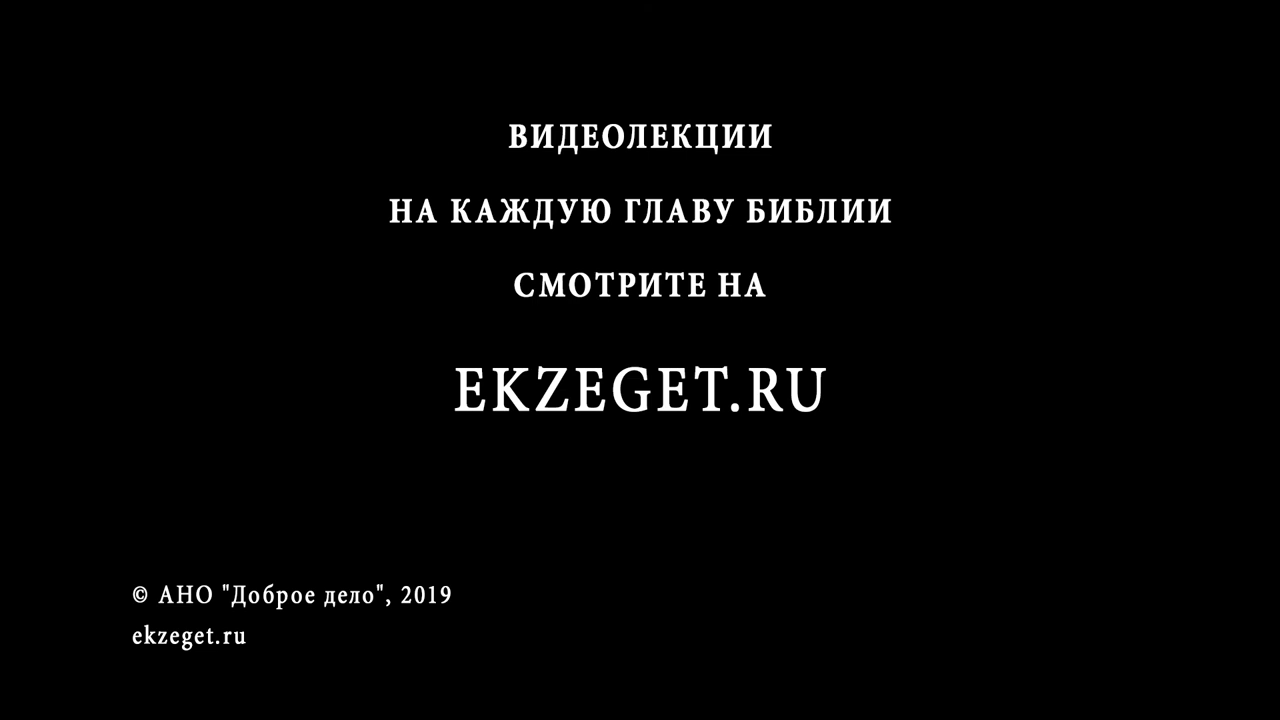 ВИДЕОЛЕКЦИИ
НА КАЖДУЮ ГЛАВУ БИБЛИИ
СМОТРИТЕ НА
EKZEGET.RU
© АНО "Доброе дело", 2019
ekzeget.ru